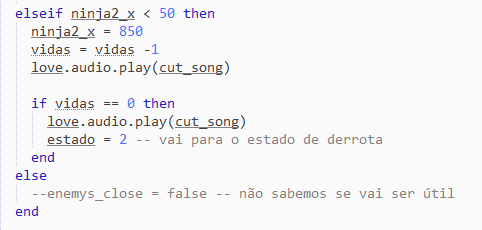 elseif ninja2_x < 50 then
ninja2_x = 850
vidas = vidas -1
love.audio.play(cut_song)
if vidas == 0 then
love.audio.play(cut_song)
estado = 2 -- vai para o estado de derrota
end
else
--enemys_close = false -- não sabemos se vai ser útil
end